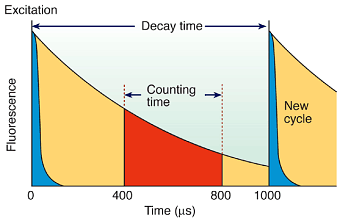 Excitation
Decay time
Counting
time
New
cycle
Fluorescence
0
400
800
1000
Time (µs)